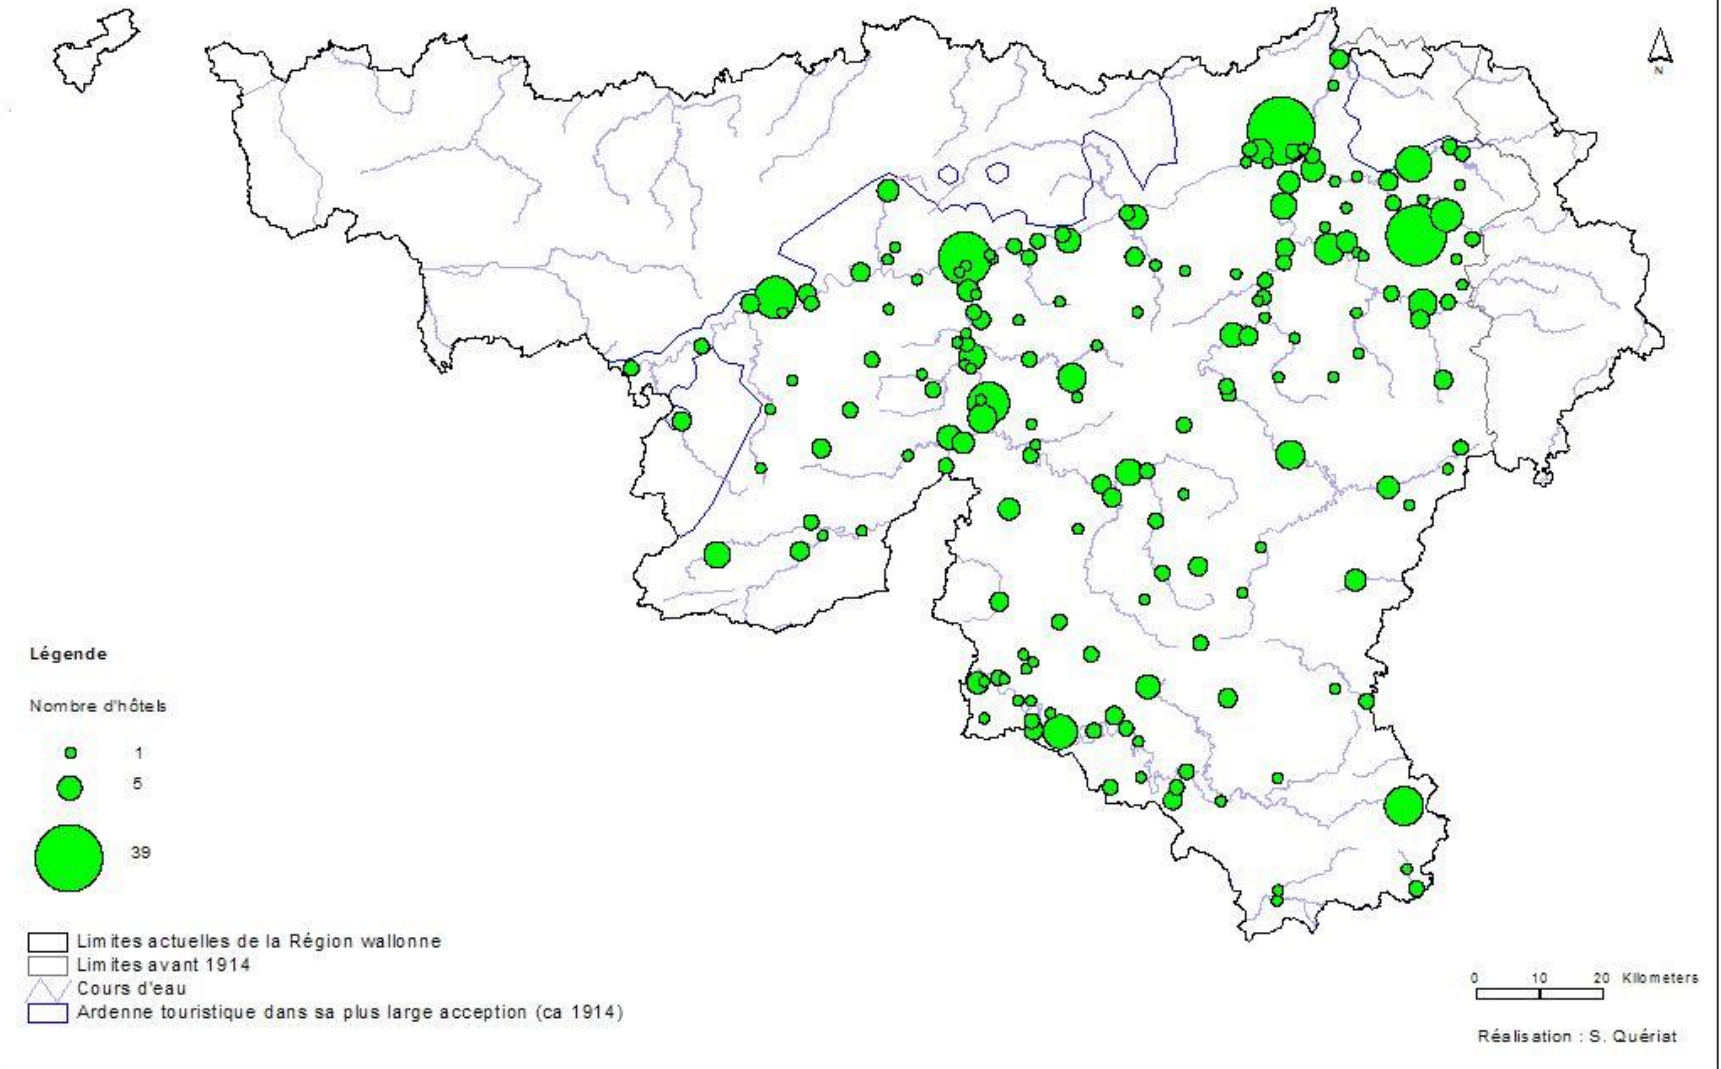 N
Légende
Nombre d'hôtels
1
5
39
Limites actuelles de la Région wallonne
Limites avant 1914
Cours d'eau
Ardenne touristique dans sa plus large acception (ca 1914)
0 10 20 Kilometers
Réalisation : S. Quériat